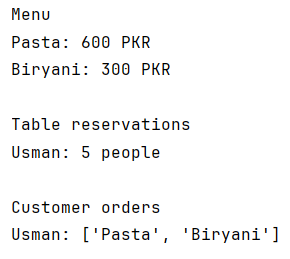 Menu
Pasta: 600 PKR
Biryani: 300 PKR
Table reservations
Usman: 5 people
Customer orders
Usman: ['Pasta', 'Biryani']